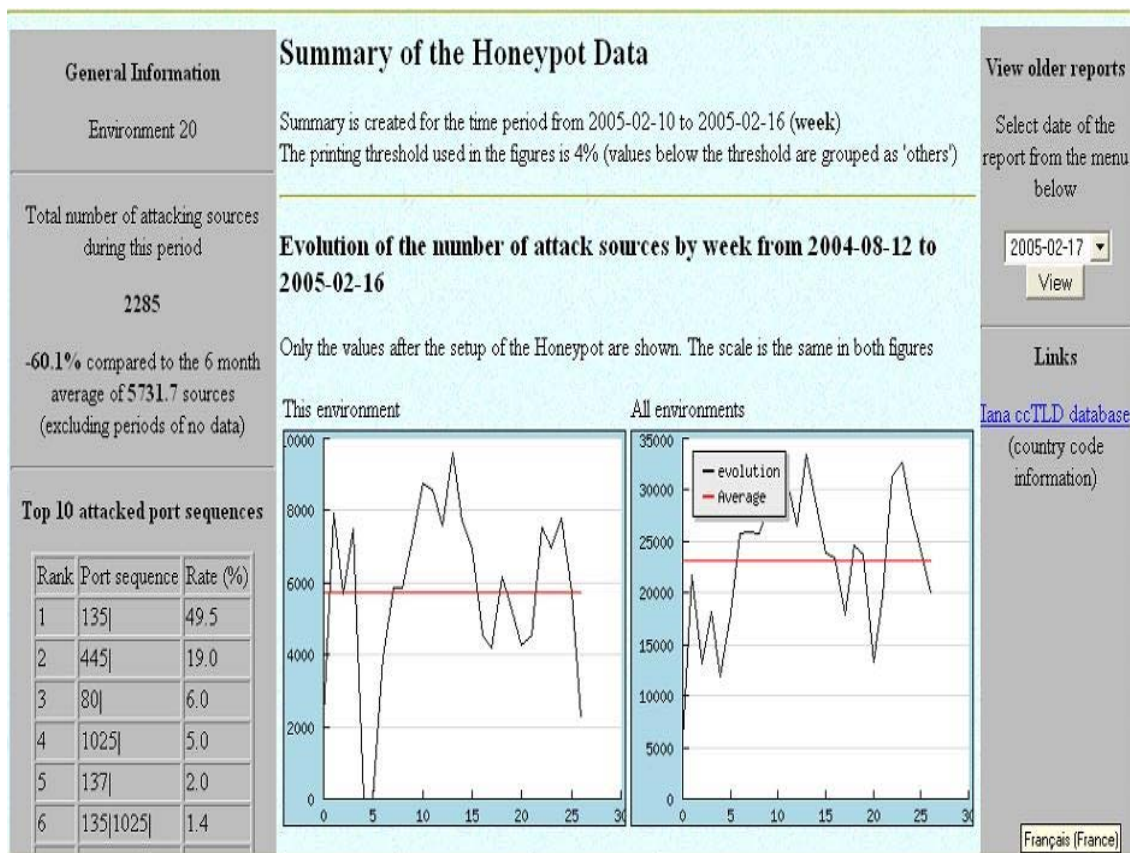 General Information
Environment 20
Total number of attacking sources
during this period
2285
-60.1% compared to the 6 month
average of 5731.7 sources
(excluding periods of no data)
Top 10 attacked port sequences
Rank Port sequence Rate (%)
1 135| 49.5
2 445| 19.0
3 80| 6.0
4 1025| 5.0
5 137| 2.0
6 135|1025| 1.4
Summary of the Honeypot Data
Summary is created for the time period from 2005-02-10 to 2005-02-16 (week)
The printing threshold used in the figures is 4% (values below the threshold are grouped as 'others')
Evolution of the number of attack sources by week from 2004-08-12 to
2005-02-16
Only the values after the setup of the Honeypot are shown. The scale is the same in both figures
This environment
0000
8000
6000
4000
2000
0
0 5 10 15 20 25 30
All environments
35000
30000
25000
20000
15000
10000
5000
0
0 5 10 15 20 25 30
evolution
Average
View older reports
Select date of the
report from the menu
below
2005-02-17
View
Links
Iana ccTLD database
(country code
information)
Français (France)